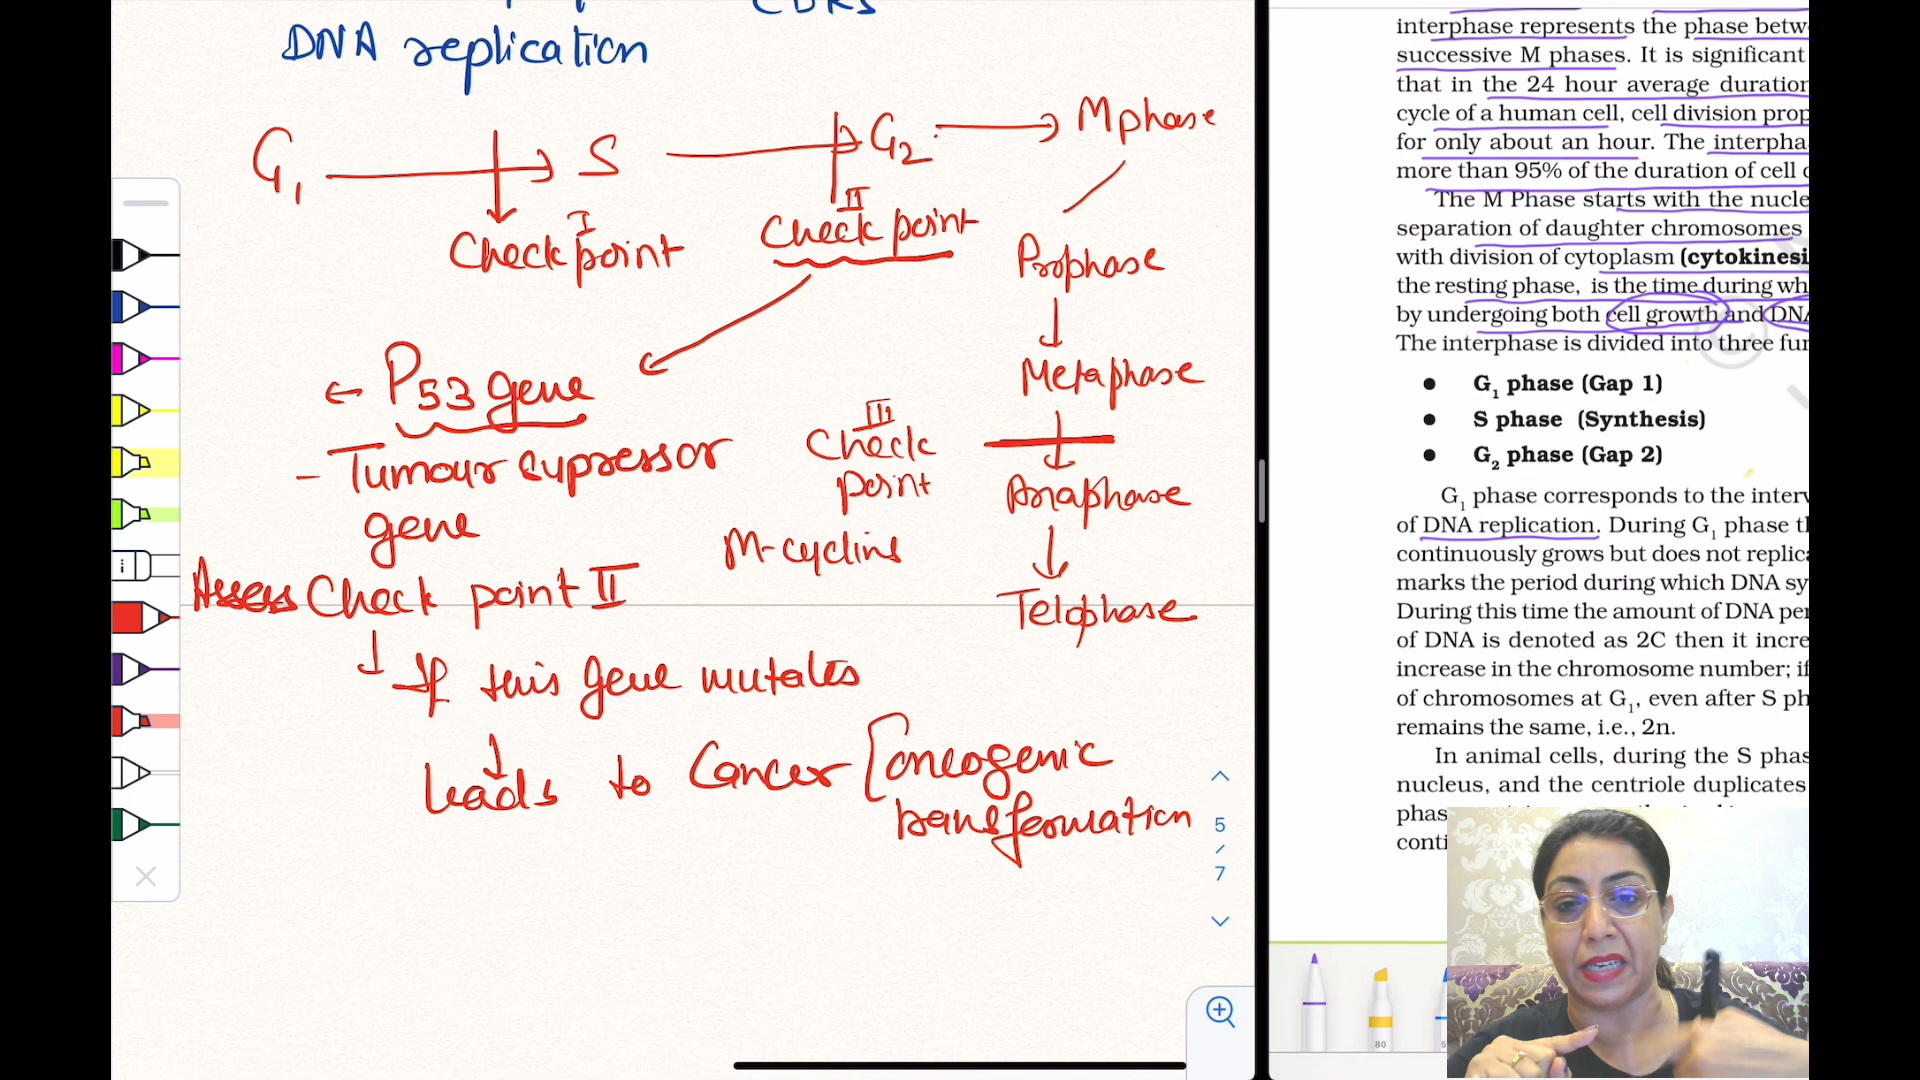 CDKs
DNA replication
G1 S G2 M phase
I
Check point
II
Check point
Prophase
P53 gene
Metaphase
- Tumour supressor
gene
III
Check
point
Anaphase
M-cyclins
Assess Check point II
Telophase
If this gene mutates
leads to Cancer [oncogenic
transformation
5
/
7
interphase represents the phase betw
successive M phases. It is significant
that in the 24 hour average duration
cycle of a human cell, cell division prop
for only about an hour. The interpha
more than 95% of the duration of cell c
The M Phase starts with the nucle
separation of daughter chromosomes
with division of cytoplasm (cytokinesi
the resting phase, is the time during wh
by undergoing both cell growth and DNA
The interphase is divided into three fur
● G1 phase (Gap 1)
● S phase (Synthesis)
● G2 phase (Gap 2)
G1 phase corresponds to the interv
of DNA replication. During G1 phase th
continuously grows but does not replica
marks the period during which DNA sy
During this time the amount of DNA per
of DNA is denoted as 2C then it incre
increase in the chromosome number; if
of chromosomes at G1, even after S ph
remains the same, i.e., 2n.
In animal cells, during the S phas
nucleus, and the centriole duplicates
phas
conti
80